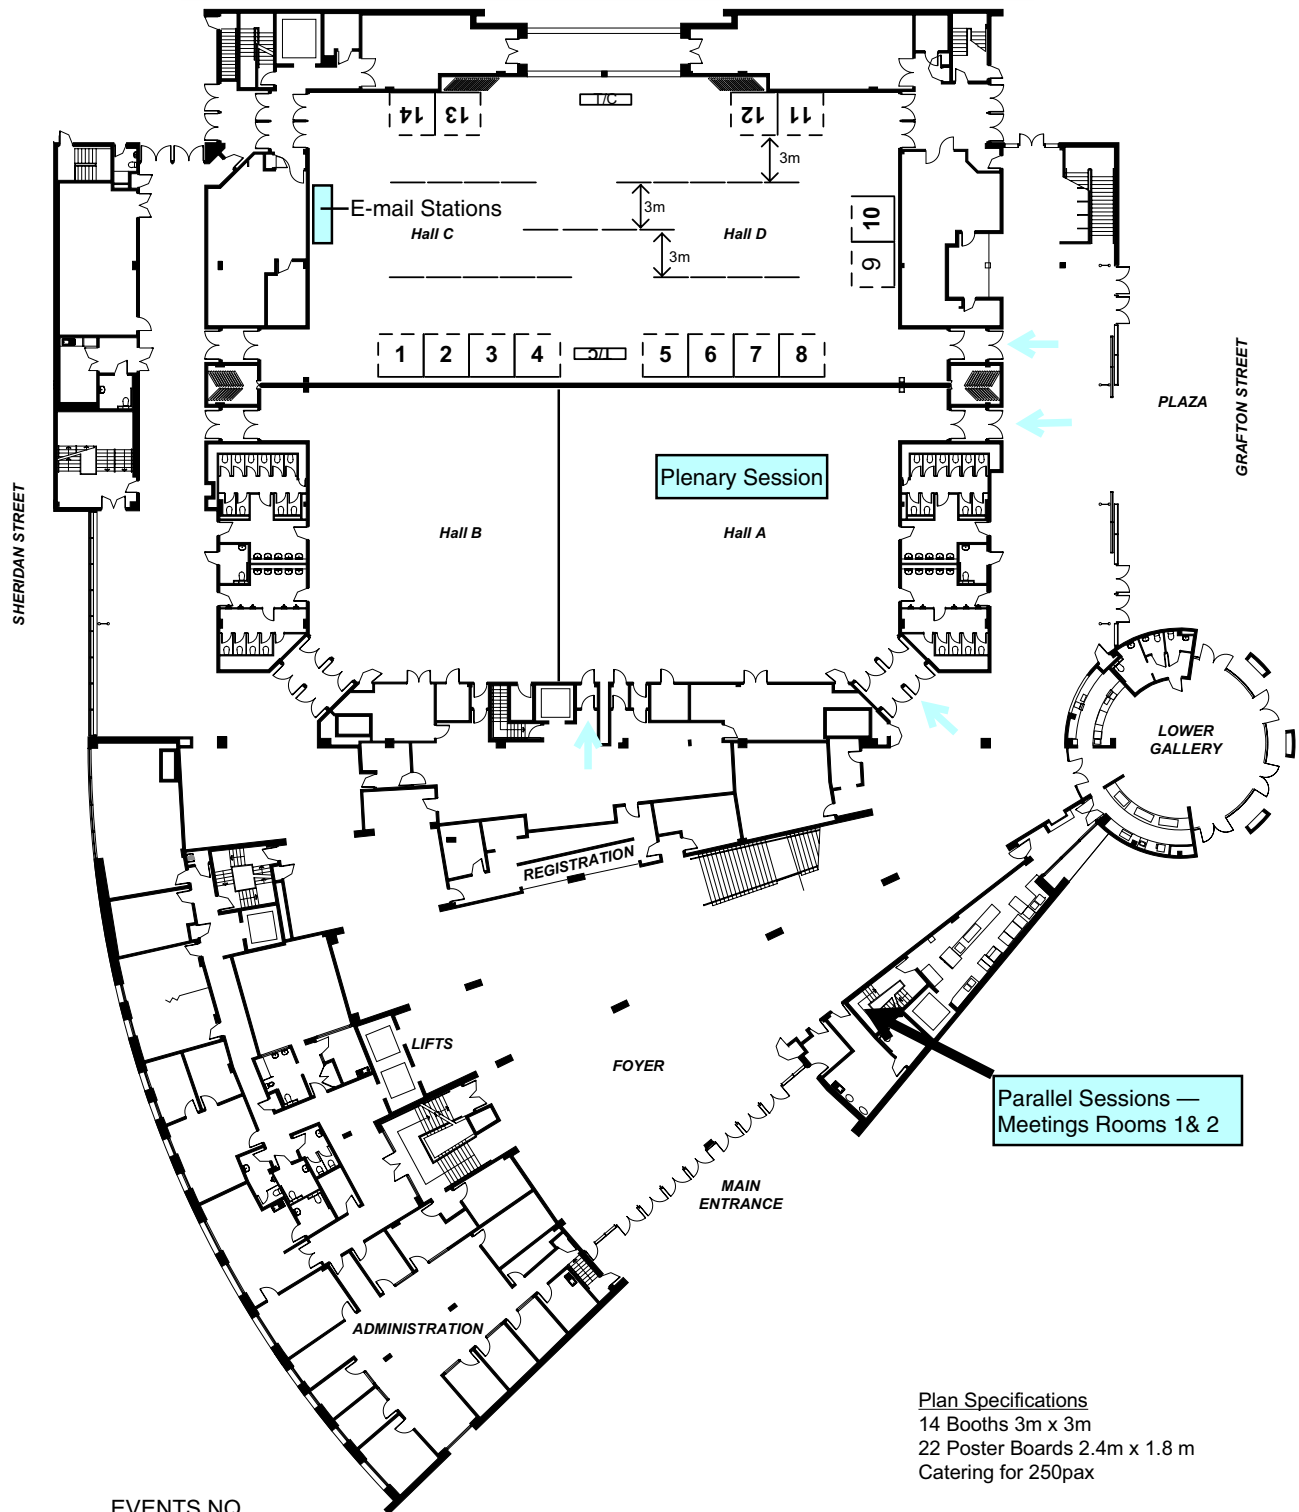 T/C
14 13
12 11
3m
E-mail Stations
3m
10
Hall C
Hall D
3m
9
1 2 3 4
T/C
5 6 7 8
PLAZA
GRAFTON STREET
Plenary Session
Hall B
Hall A
SHERIDAN STREET
LOWER
GALLERY
REGISTRATION
LIFTS
FOYER
Parallel Sessions —
Meetings Rooms 1& 2
MAIN
ENTRANCE
ADMINISTRATION
Plan Specifications
14 Booths 3m x 3m
22 Poster Boards 2.4m x 1.8 m
Catering for 250pax
EVENTS NO